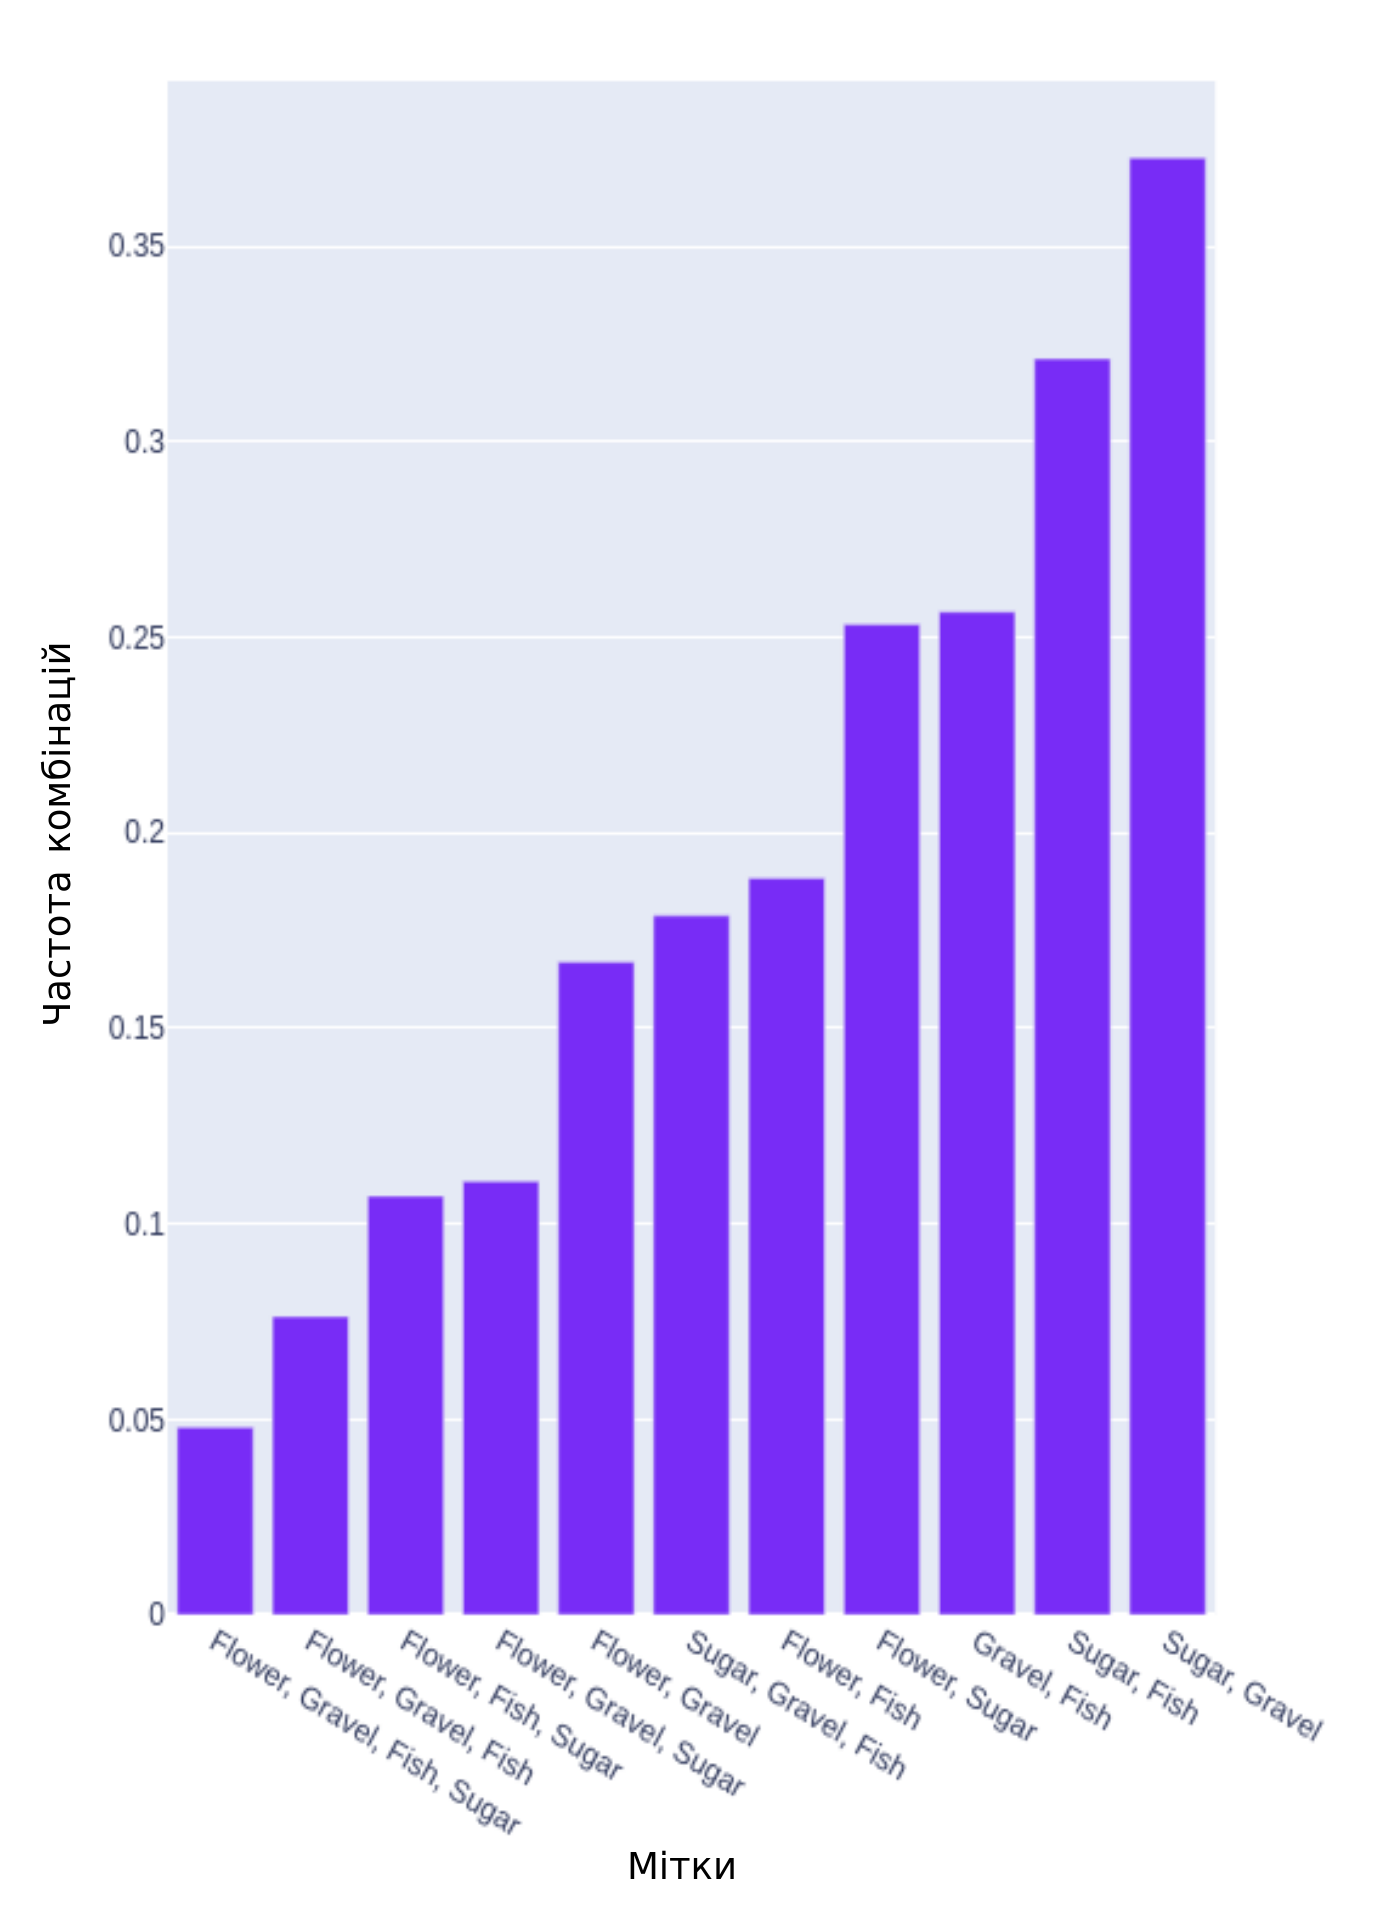 0.35
0.3
0.25
0.2
0.15
0.1
0.05
0
Частота комбінацій
Flower, Gravel, Fish, Sugar
Flower, Gravel, Fish
Flower, Fish, Sugar
Flower, Gravel, Sugar
Flower, Gravel
Sugar, Gravel, Fish
Flower, Fish
Flower, Sugar
Gravel, Fish
Sugar, Fish
Sugar, Gravel
Мітки